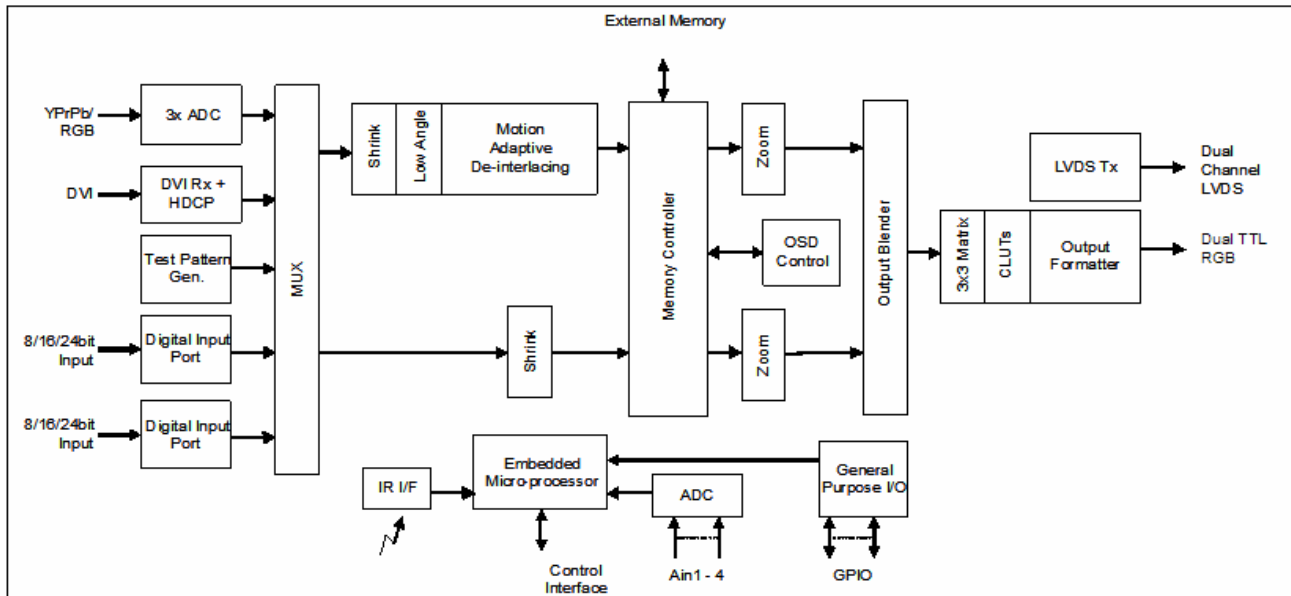 External Memory
YPrPb/
RGB
3x ADC
DVI
DVI Rx +
HDCP
Test Pattern
Gen.
8/16/24bit
Input
Digital Input
Port
8/16/24bit
Input
Digital Input
Port
MUX
Shrink
Low Angle
Motion
Adaptive
De-interlacing
Shrink
Memory Controller
Zoom
OSD
Control
Zoom
Output Blender
3x3 Matrix
CLUTs
Output
Formatter
LVDS Tx
Dual
Channel
LVDS
Dual TTL
RGB
IR I/F
Embedded
Micro-processor
ADC
General
Purpose I/O
Control
Interface
Ain1 - 4
GPIO